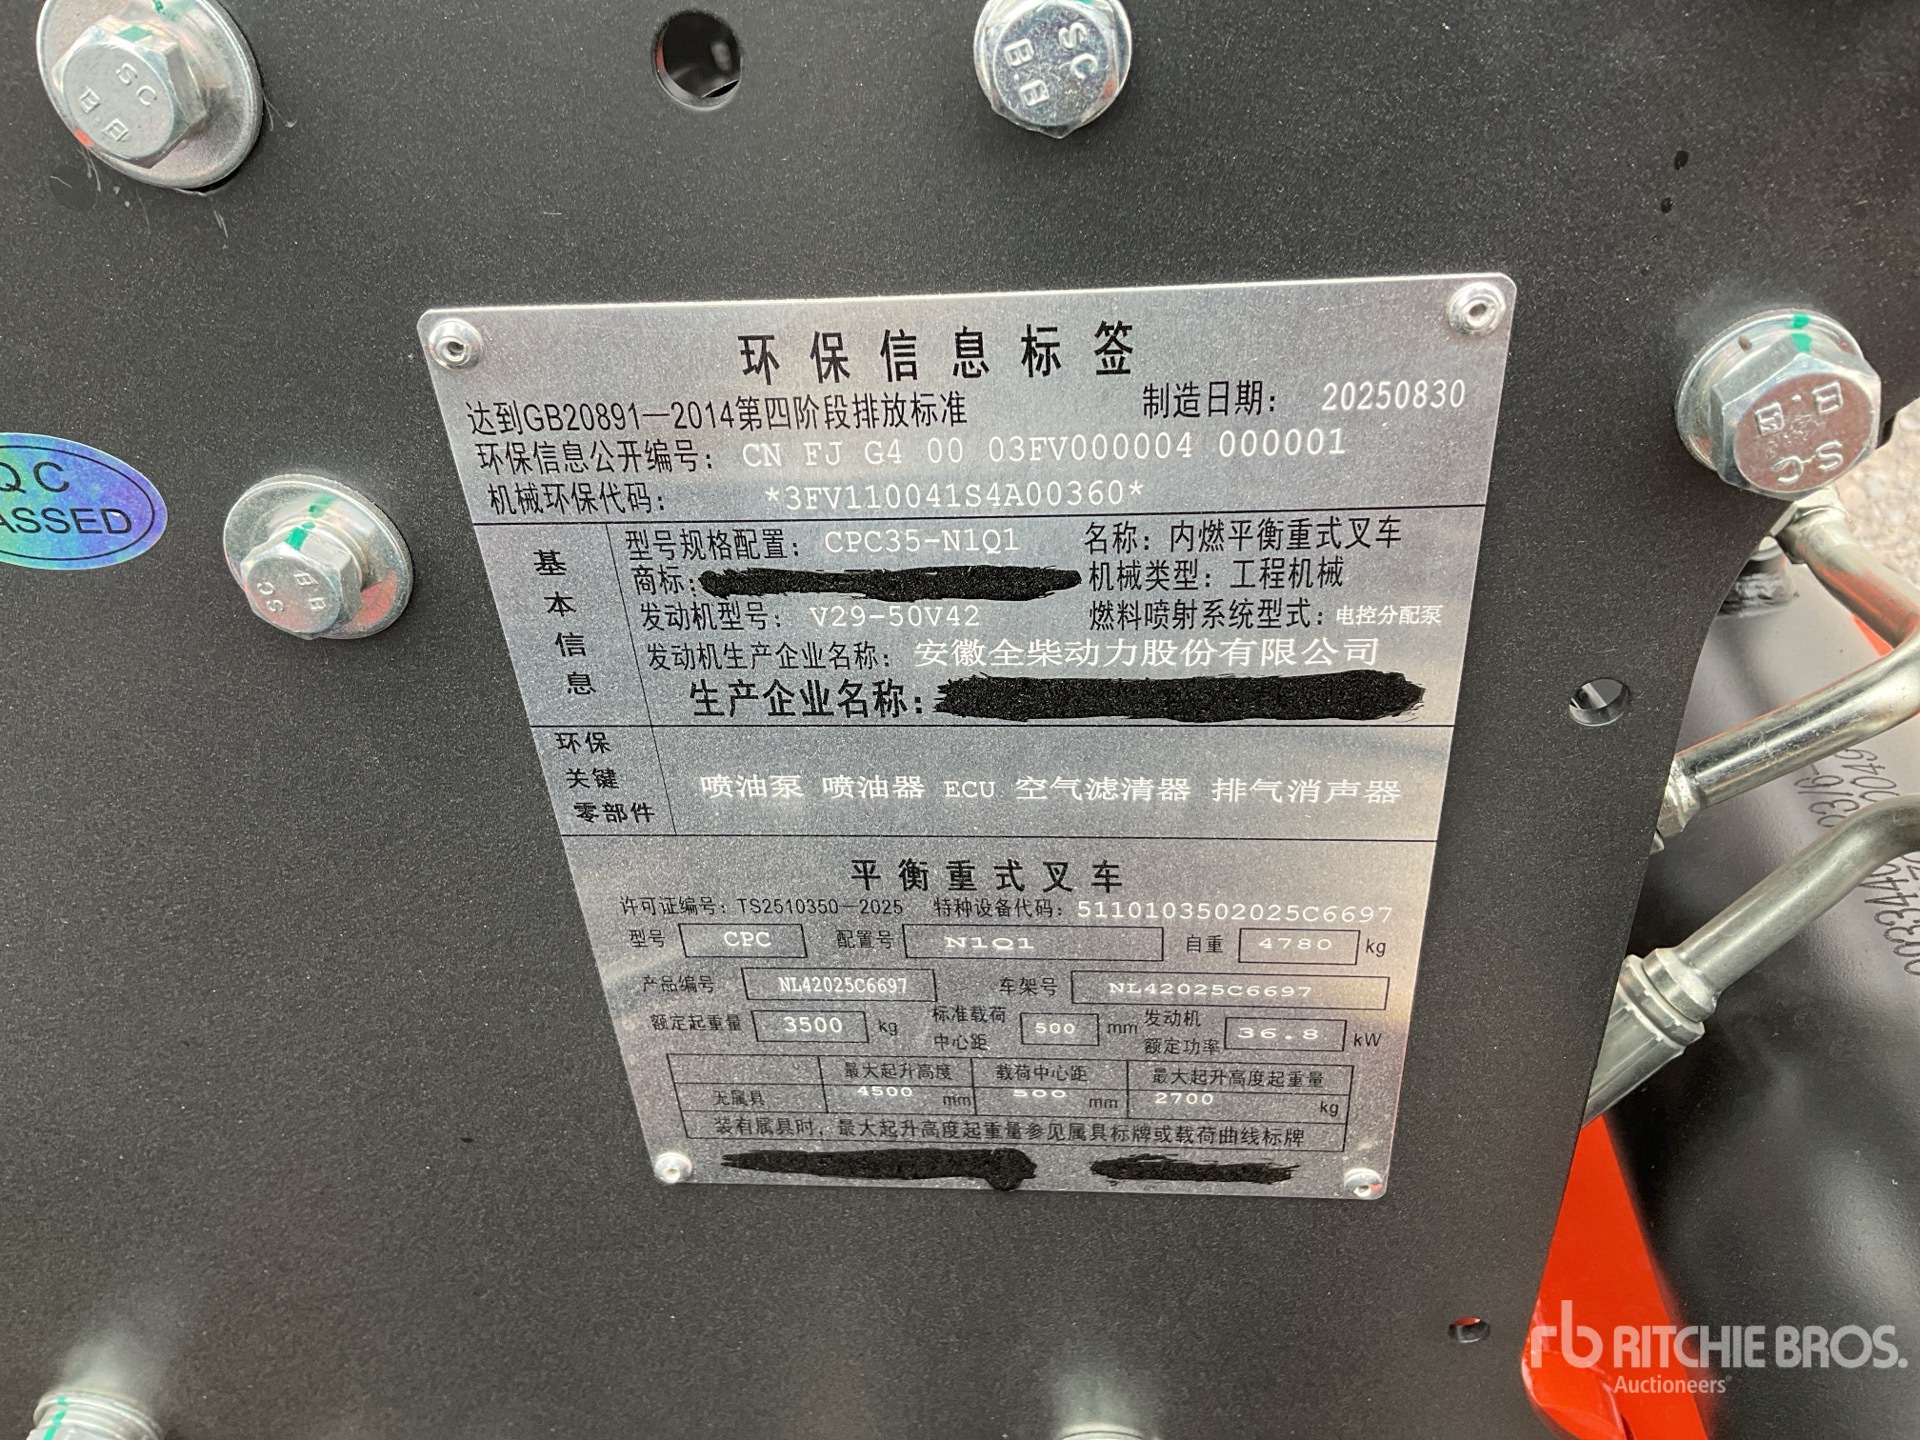 SC
8.8
SC
8.8
环保信息标签
达到GB20891—2014第四阶段排放标准 制造日期: 20250830
环保信息公开编号: CN FJ G4 00 03FV000004 000001
机械环保代码: *3FV110041S4A00360*
基本信息
型号规格配置: CPC35-N1Q1 名称: 内燃平衡重式叉车
商标: 机械类型: 工程机械
发动机型号: V29-50V42 燃料喷射系统型式: 电控分配泵
发动机生产企业名称: 安徽全柴动力股份有限公司
生产企业名称:
环保关键零部件
喷油泵 喷油器 ECU 空气滤清器 排气消声器
平衡重式叉车
许可证编号: TS2510350-2025 特种设备代码: 5110103502025C6697
型号 CPC 配置号 N1Q1 自重 4780 kg
产品编号 NL42025C6697 车架号 NL42025C6697
额定起重量 3500 kg 标准载荷中心距 500 mm 发动机额定功率 36.8 kW
最大起升高度 载荷中心距 最大起升高度起重量
无属具 4500 mm 500 mm 2700 kg
装有属具时, 最大起升高度起重量参见属具标牌或载荷曲线标牌
QC
ASSED
SC
8.8
8.8
SC
rb RITCHIE BROS.
Auctioneers